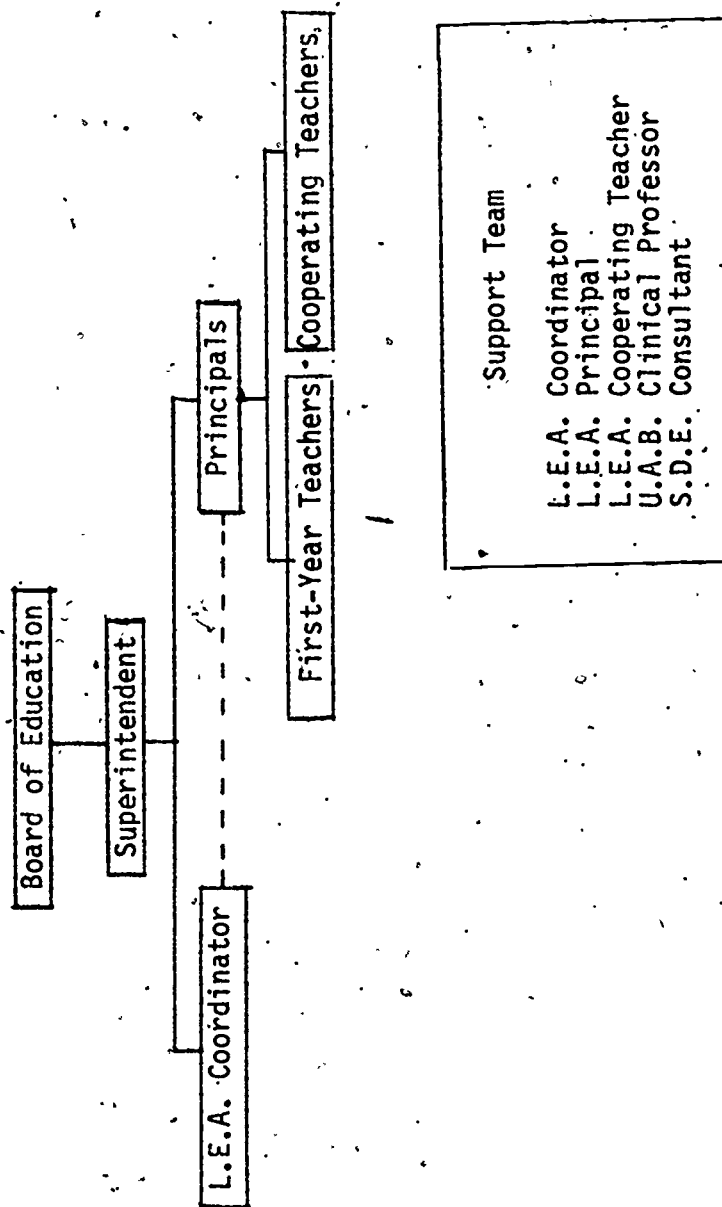 Board of Education
Superintendent
L.E.A. Coordinator
Principals
First-Year Teachers
Cooperating Teachers
Support Team
L.E.A. Coordinator
L.E.A. Principal
L.E.A. Cooperating Teacher
U.A.B. Clinical Professor
S.D.E. Consultant